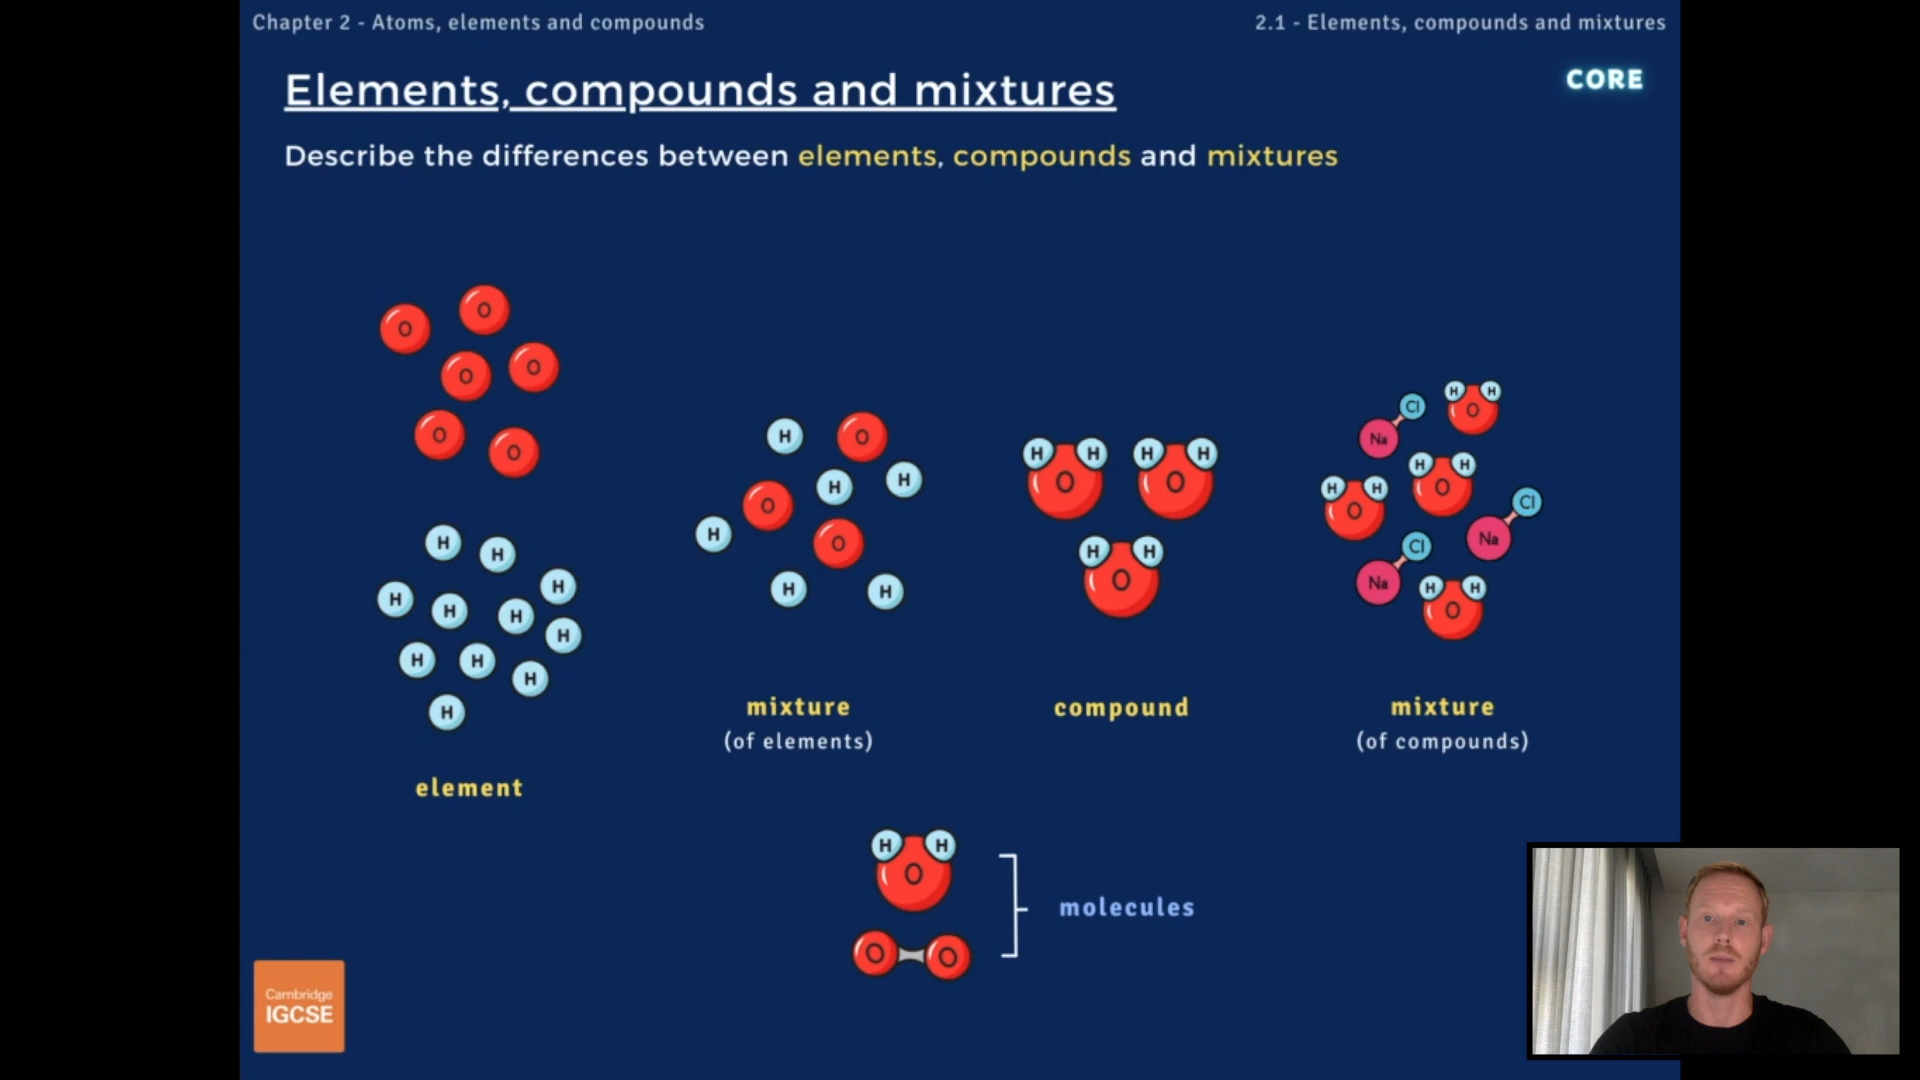 Chapter 2 - Atoms, elements and compounds
2.1 - Elements, compounds and mixtures
Elements, compounds and mixtures
CORE
Describe the differences between elements, compounds and mixtures
O
O
O
O
O
O
H
H
H
H
H
H
H
H
H
H
H
element
H
O
H
H
O
H
O
H
H
mixture
(of elements)
H H
O
H H
O
H H
O
compound
Cl
Na
H H
O
H H
O
H H
O
Cl
Na
Cl
Na
H H
O
mixture
(of compounds)
H H
O
O O
molecules
Cambridge
IGCSE